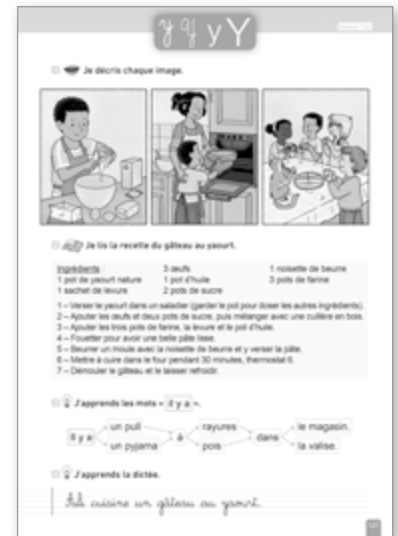 y y y Y
Je décris chaque image.
Je lis la recette du gâteau au yaourt.
Ingrédients : 3 œufs 1 noisette de beurre
1 pot de yaourt nature 1 pot d'huile 3 pots de farine
1 sachet de levure 2 pots de sucre
1 – Verser le yaourt dans un saladier (garder le pot pour doser les autres ingrédients).
2 – Ajouter les œufs et deux pots de sucre, puis mélanger avec une cuillère en bois.
3 – Ajouter les trois pots de farine, la levure et le pot d'huile.
4 – Fouetter pour avoir une belle pâte lisse.
5 – Beurrer un moule avec la noisette de beurre et y verser la pâte.
6 – Mettre à cuire dans le four pendant 30 minutes, thermostat 6.
7 – Démouler le gâteau et le laisser refroidir.
J'apprends les mots « il y a ».
un pull rayures le magasin.
Il y a à dans
un pyjama pois la valise.
J'apprends la dictée.
cuisine un gâteau au yaourt.